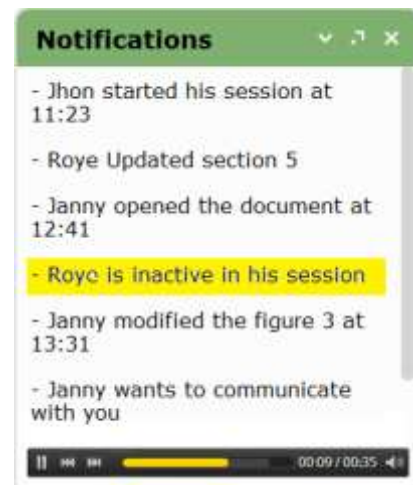 Notifications
- Jhon started his session at
11:23
- Roye Updated section 5
- Janny opened the document at
12:41
- Roye is inactive in his session
- Janny modified the figure 3 at
13:31
- Janny wants to communicate
with you
00:09 / 00:35